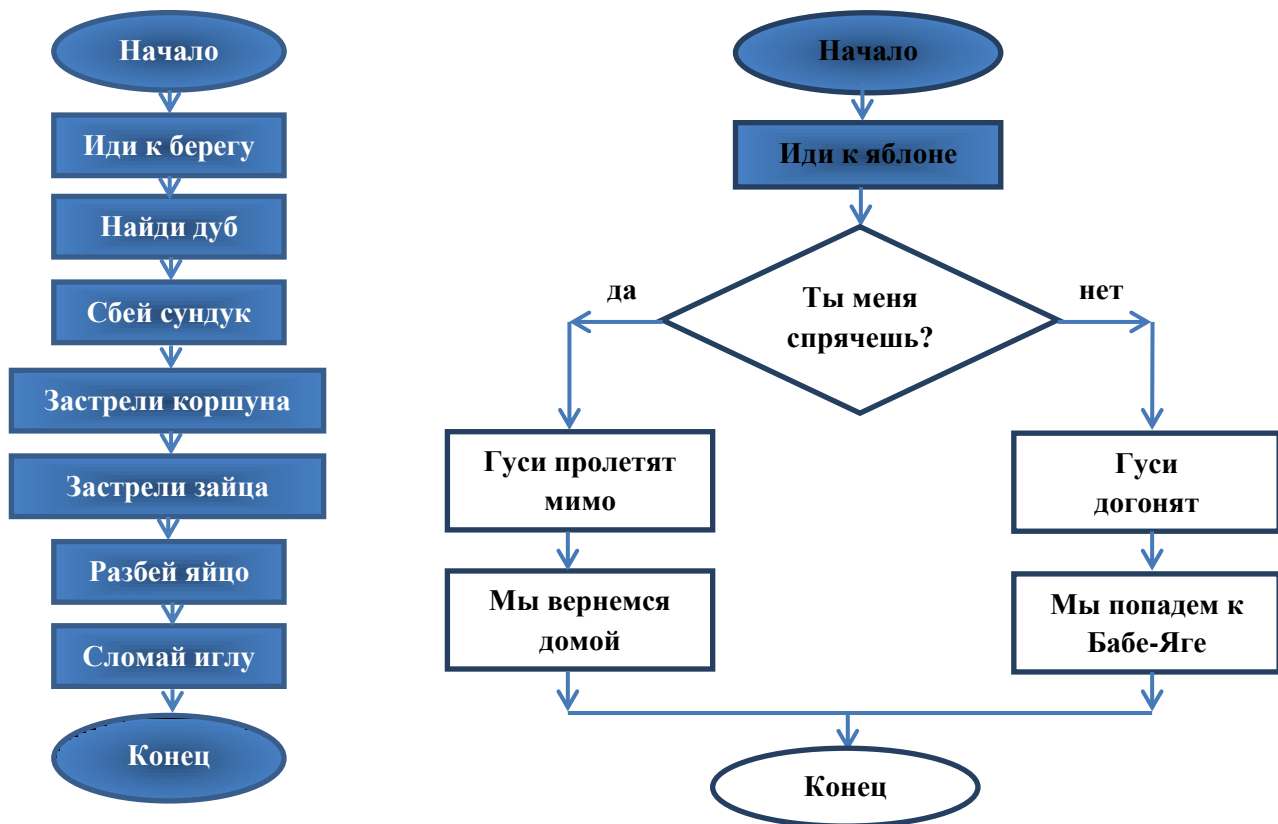 Начало
Иди к берегу
Найди дуб
Сбей сундук
Застрели коршуна
Застрели зайца
Разбей яйцо
Сломай иглу
Конец
Начало
Иди к яблоне
Ты меня
спрячешь?
да
нет
Гуси пролетят
мимо
Мы вернемся
домой
Гуси
догонят
Мы попадем к
Бабе-Яге
Конец